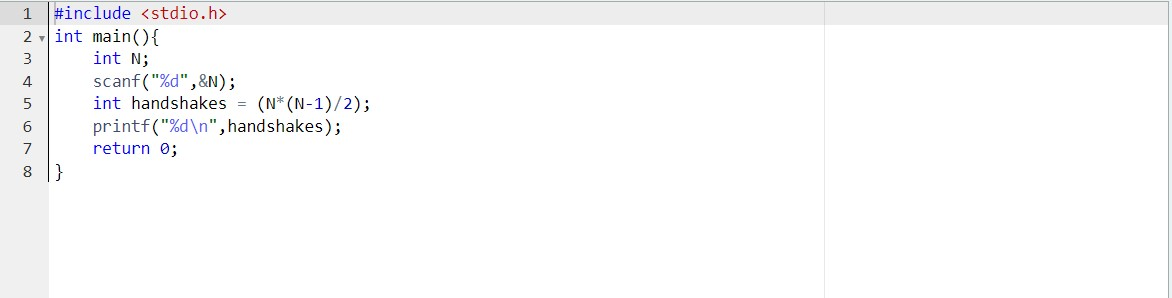 1 #include <stdio.h>
2 int main(){
3     int N;
4     scanf("%d",&N);
5     int handshakes = (N*(N-1)/2);
6     printf("%d\n",handshakes);
7     return 0;
8 }